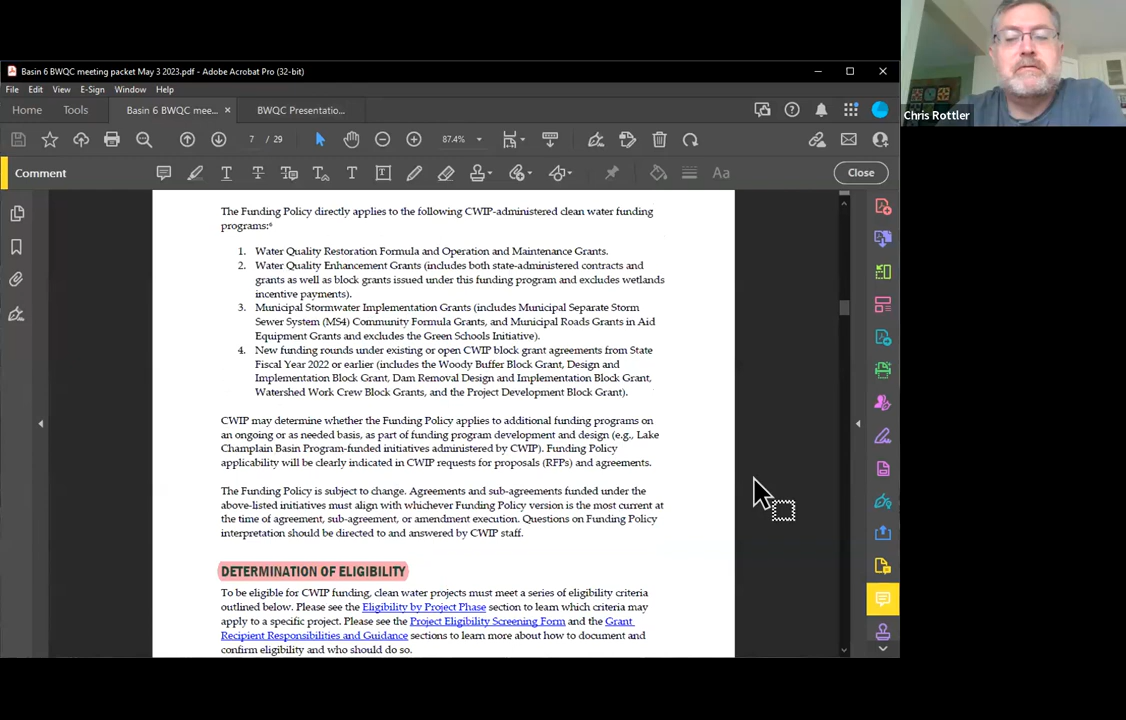 Basin 6 BWQC meeting packet May 3 2023.pdf - Adobe Acrobat Pro (32-bit)
File Edit View E-Sign Window Help
Home Tools Basin 6 BWQC mee... × BWQC Presentatio...
7 / 29 87.4%
Comment Close
The Funding Policy directly applies to the following CWIP-administered clean water funding
programs:⁶
1. Water Quality Restoration Formula and Operation and Maintenance Grants.
2. Water Quality Enhancement Grants (includes both state-administered contracts and
grants as well as block grants issued under this funding program and excludes wetlands
incentive payments).
3. Municipal Stormwater Implementation Grants (includes Municipal Separate Storm
Sewer System (MS4) Community Formula Grants, and Municipal Roads Grants in Aid
Equipment Grants and excludes the Green Schools Initiative).
4. New funding rounds under existing or open CWIP block grant agreements from State
Fiscal Year 2022 or earlier (includes the Woody Buffer Block Grant, Design and
Implementation Block Grant, Dam Removal Design and Implementation Block Grant,
Watershed Work Crew Block Grants, and the Project Development Block Grant).
CWIP may determine whether the Funding Policy applies to additional funding programs on
an ongoing or as needed basis, as part of funding program development and design (e.g., Lake
Champlain Basin Program-funded initiatives administered by CWIP). Funding Policy
applicability will be clearly indicated in CWIP requests for proposals (RFPs) and agreements.
The Funding Policy is subject to change. Agreements and sub-agreements funded under the
above-listed initiatives must align with whichever Funding Policy version is the most current at
the time of agreement, sub-agreement, or amendment execution. Questions on Funding Policy
interpretation should be directed to and answered by CWIP staff.
DETERMINATION OF ELIGIBILITY
To be eligible for CWIP funding, clean water projects must meet a series of eligibility criteria
outlined below. Please see the Eligibility by Project Phase section to learn which criteria may
apply to a specific project. Please see the Project Eligibility Screening Form and the Grant
Recipient Responsibilities and Guidance sections to learn more about how to document and
confirm eligibility and who should do so.
Chris Rottler